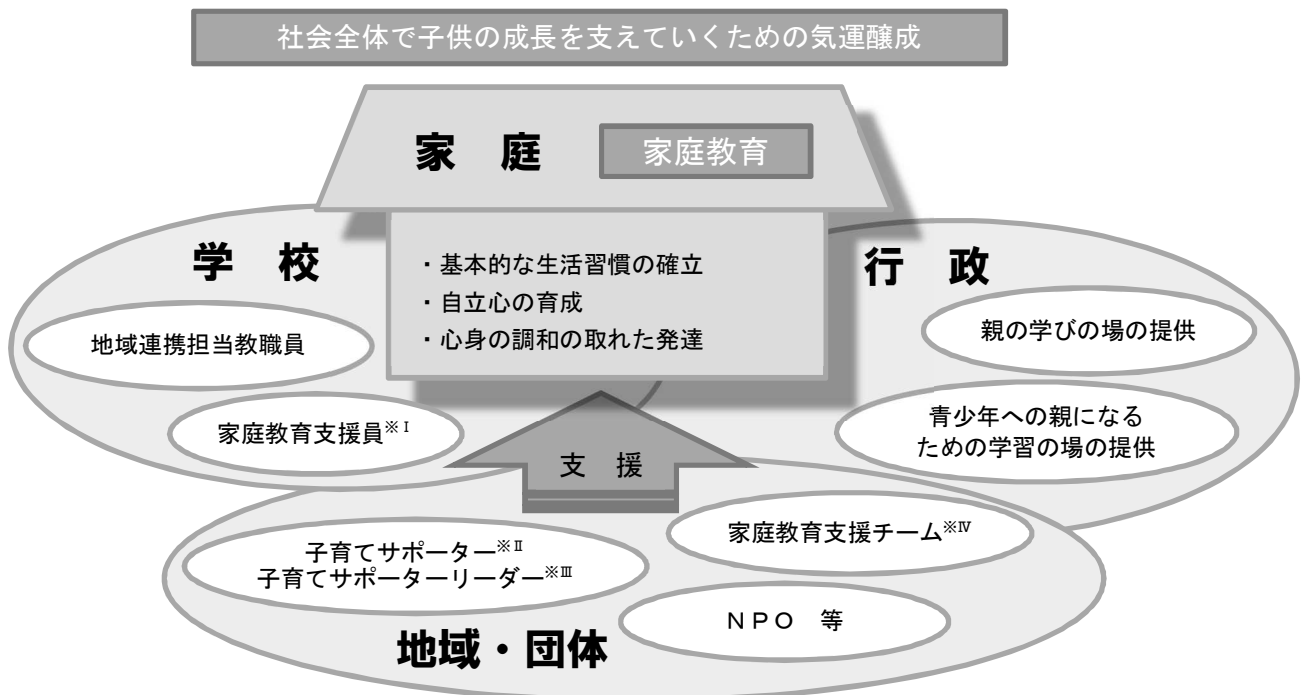 社会全体で子供の成長を支えていくための気運醸成
家 庭
家庭教育
・基本的な生活習慣の確立
・自立心の育成
・心身の調和の取れた発達
学 校
地域連携担当教職員
家庭教育支援員※Ⅰ
行 政
親の学びの場の提供
青少年への親になる
ための学習の場の提供
支 援
子育てサポーター※Ⅱ
子育てサポーターリーダー※Ⅲ
家庭教育支援チーム※Ⅳ
NPO 等
地域・団体